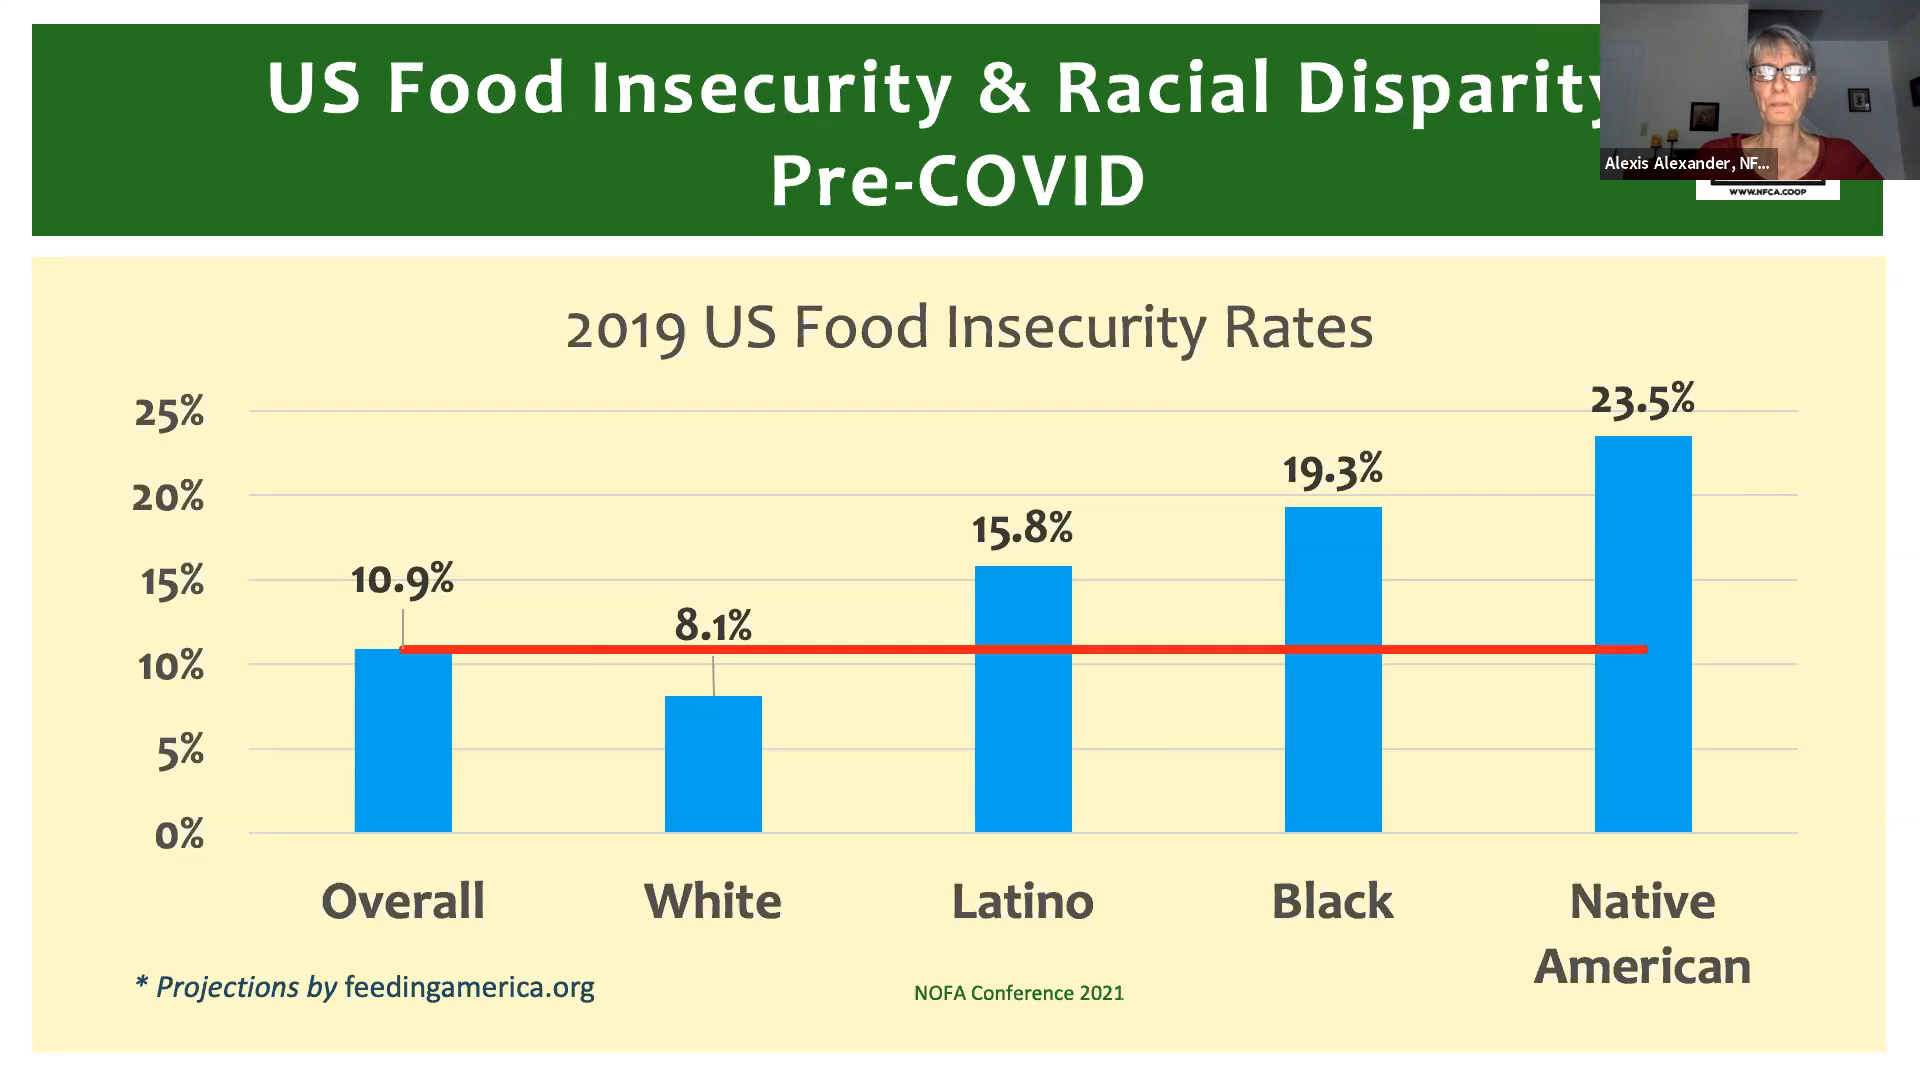 US Food Insecurity & Racial Disparity
Pre-COVID
Alexis Alexander, NF...
WWW.NFCA.COOP
2019 US Food Insecurity Rates
25%
20%
15%
10%
5%
0%
10.9%
8.1%
15.8%
19.3%
23.5%
Overall
White
Latino
Black
Native
American
* Projections by feedingamerica.org
NOFA Conference 2021